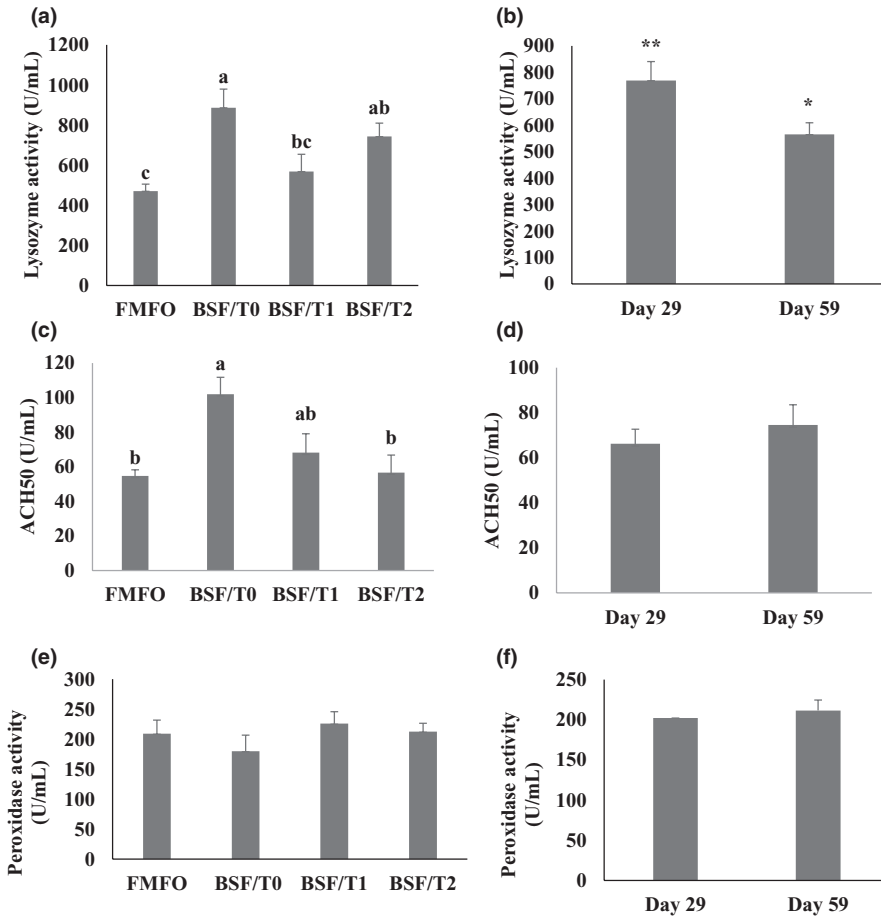 (a)
Lysozyme activity (U/mL)
1200
1000
800
600
400
200
0
c
a
bc
ab
FMFO BSF/T0 BSF/T1 BSF/T2
(b)
Lysozyme activity (U/mL)
900
800
700
600
500
400
300
200
100
0
**
*
Day 29 Day 59
(c)
ACH50 (U/mL)
120
100
80
60
40
20
0
b
a
ab
b
FMFO BSF/T0 BSF/T1 BSF/T2
(d)
ACH50 (U/mL)
100
80
60
40
20
0
Day 29 Day 59
(e)
Peroxidase activity
(U/mL)
300
250
200
150
100
50
0
FMFO BSF/T0 BSF/T1 BSF/T2
(f)
Peroxidase activity
(U/mL)
250
200
150
100
50
0
Day 29 Day 59